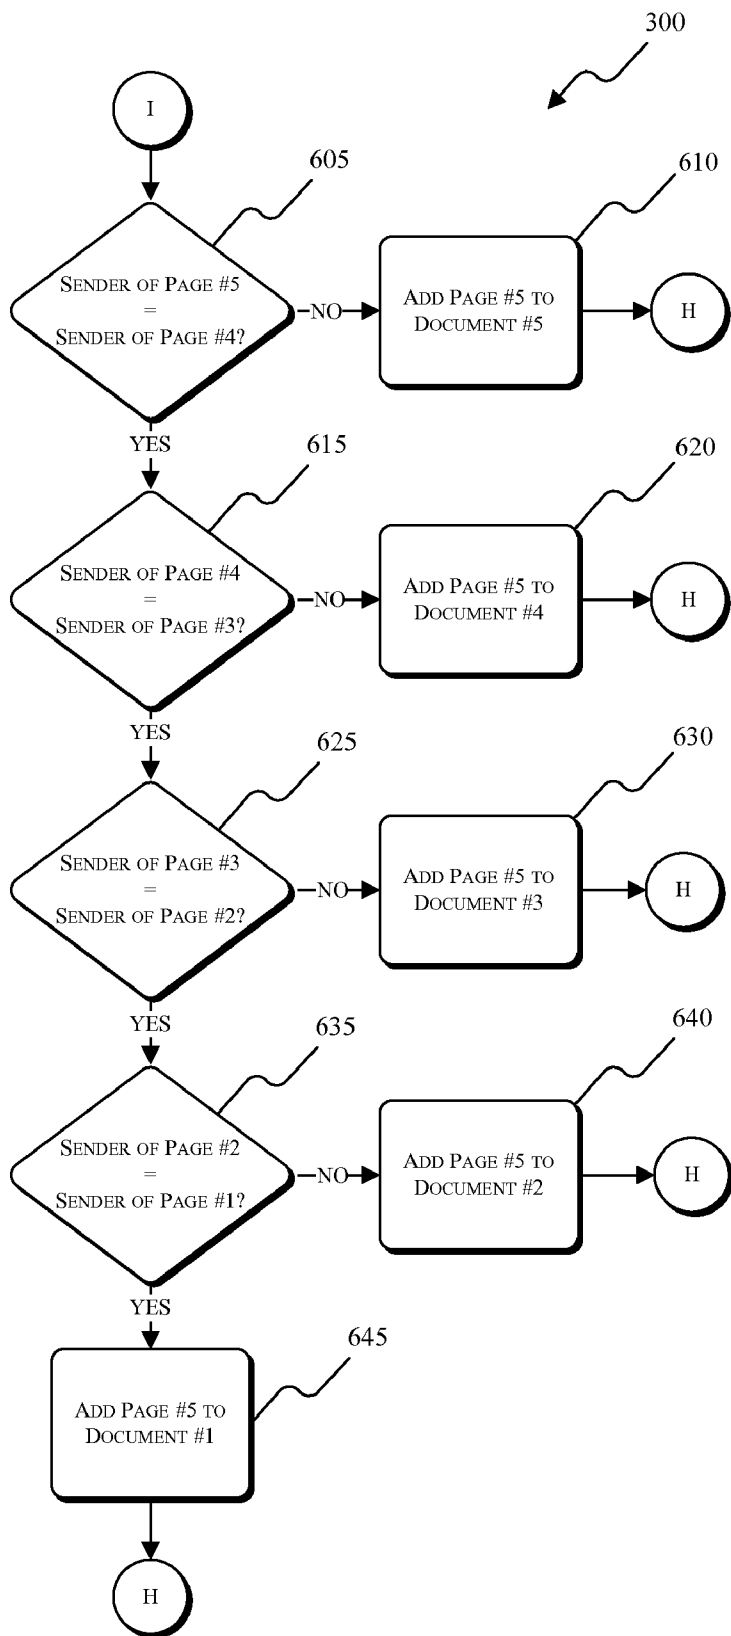 300
I
605
610
SENDER OF PAGE #5
=
SENDER OF PAGE #4?
NO
ADD PAGE #5 TO
DOCUMENT #5
H
YES
615
620
SENDER OF PAGE #4
=
SENDER OF PAGE #3?
NO
ADD PAGE #5 TO
DOCUMENT #4
H
YES
625
630
SENDER OF PAGE #3
=
SENDER OF PAGE #2?
NO
ADD PAGE #5 TO
DOCUMENT #3
H
YES
635
640
SENDER OF PAGE #2
=
SENDER OF PAGE #1?
NO
ADD PAGE #5 TO
DOCUMENT #2
H
YES
645
ADD PAGE #5 TO
DOCUMENT #1
H